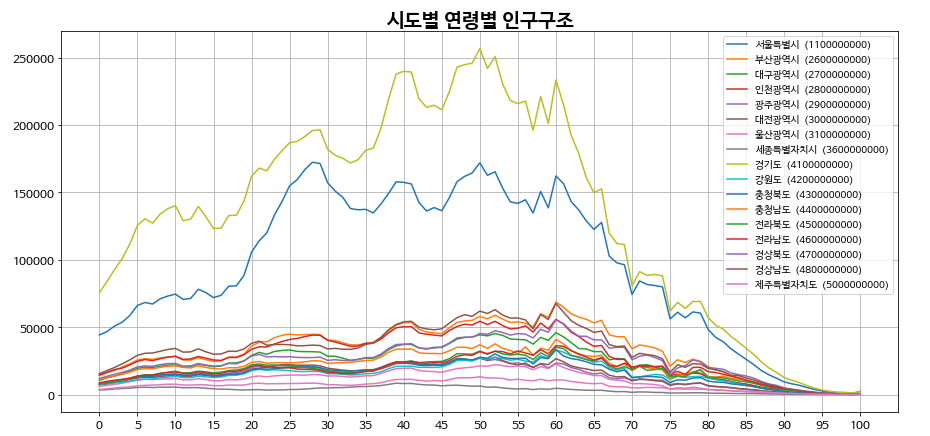 시도별 연령별 인구구조
서울특별시 (1100000000)
부산광역시 (2600000000)
대구광역시 (2700000000)
인천광역시 (2800000000)
광주광역시 (2900000000)
대전광역시 (3000000000)
울산광역시 (3100000000)
세종특별자치시 (3600000000)
경기도 (4100000000)
강원도 (4200000000)
충청북도 (4300000000)
충청남도 (4400000000)
전라북도 (4500000000)
전라남도 (4600000000)
경상북도 (4700000000)
경상남도 (4800000000)
제주특별자치도 (5000000000)
250000
200000
150000
100000
50000
0
0 5 10 15 20 25 30 35 40 45 50 55 60 65 70 75 80 85 90 95 100